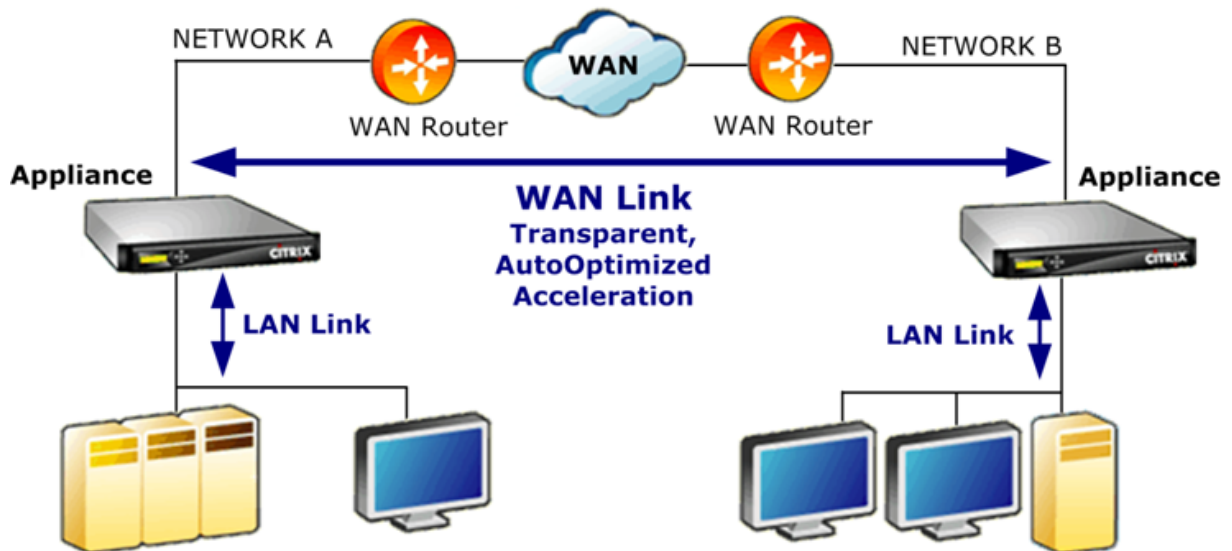 NETWORK A
WAN
NETWORK B
WAN Router
WAN Router
Appliance
Appliance
WAN Link
Transparent,
AutoOptimized
Acceleration
CITRIX
CITRIX
LAN Link
LAN Link